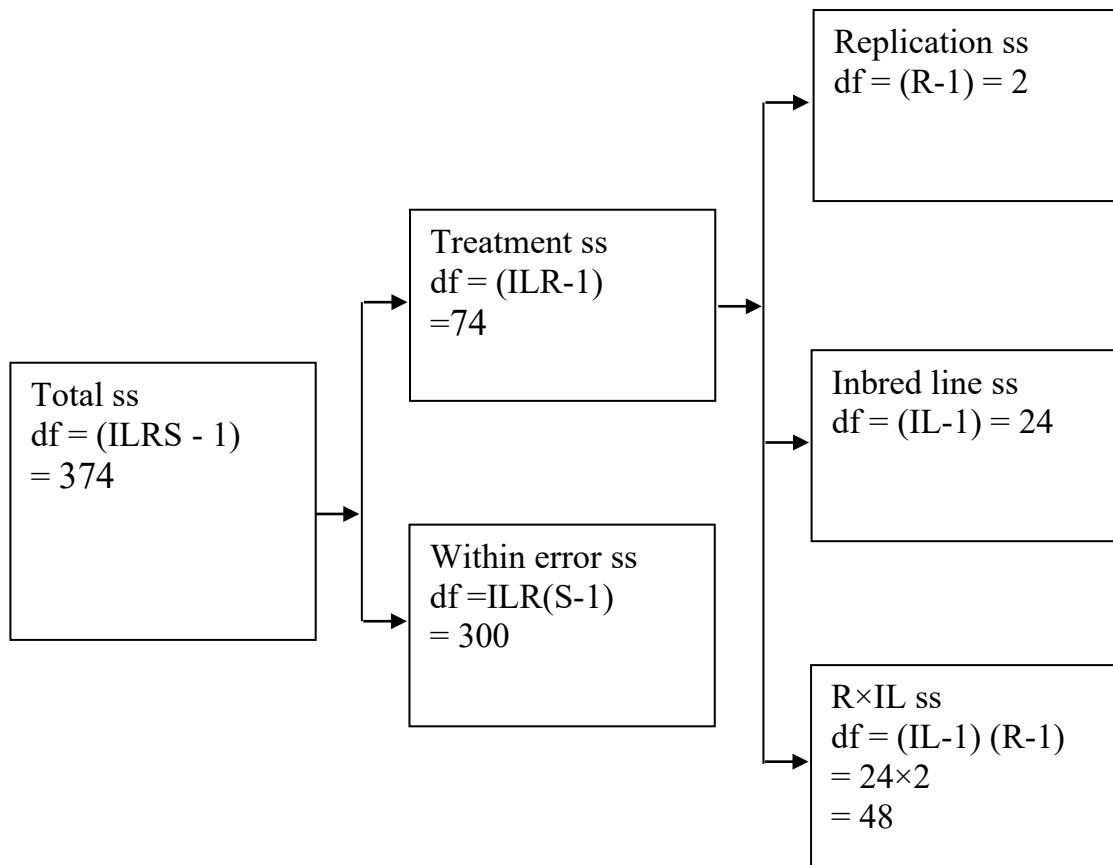 Total ss
df = (ILRS - 1)
= 374
Treatment ss
df = (ILR-1)
=74
Within error ss
df =ILR(S-1)
= 300
Replication ss
df = (R-1) = 2
Inbred line ss
df = (IL-1) = 24
R×IL ss
df = (IL-1) (R-1)
= 24×2
= 48